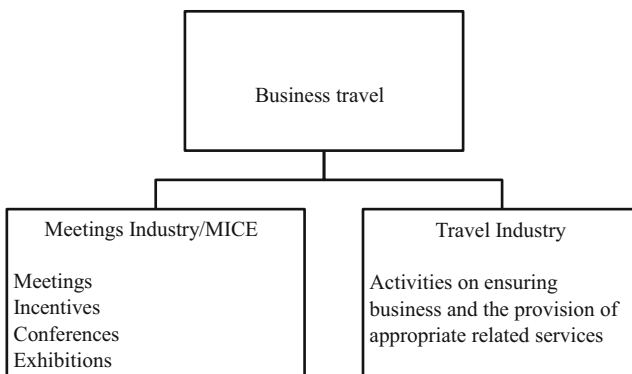 Business travel
Meetings Industry/MICE
Meetings
Incentives
Conferences
Exhibitions
Travel Industry
Activities on ensuring
business and the provision of
appropriate related services